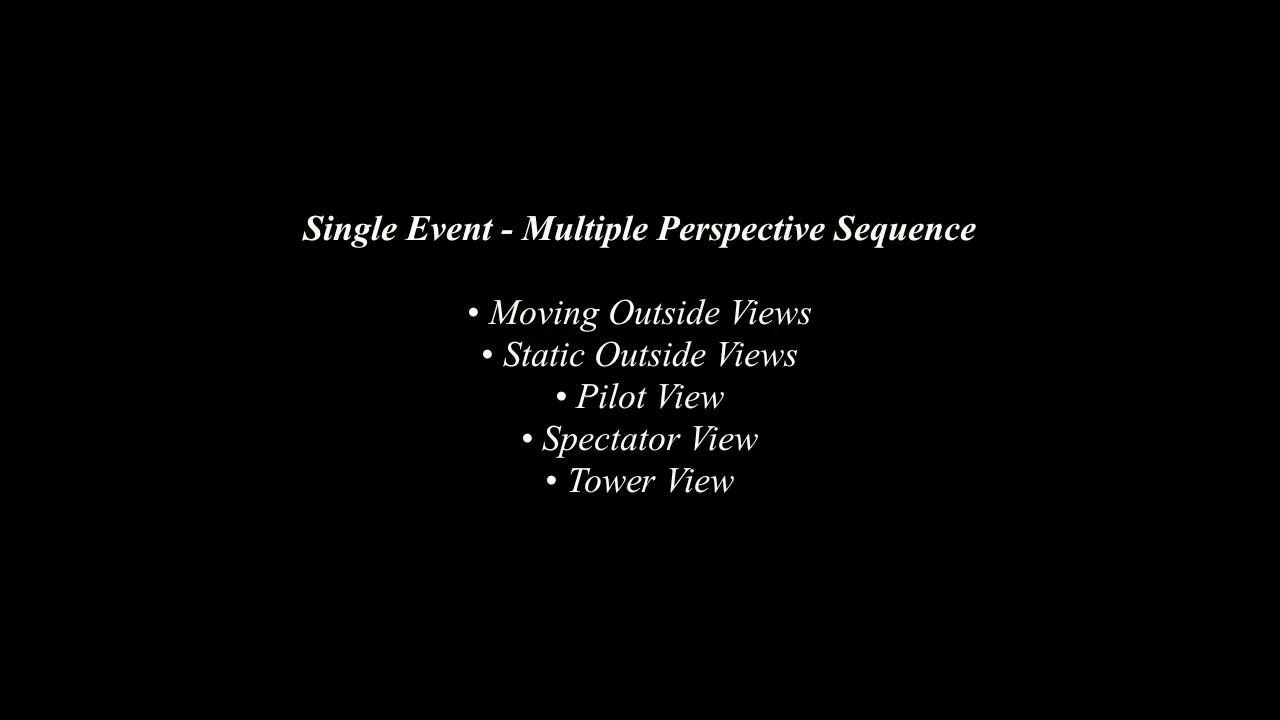 Single Event - Multiple Perspective Sequence
• Moving Outside Views
• Static Outside Views
• Pilot View
• Spectator View
• Tower View